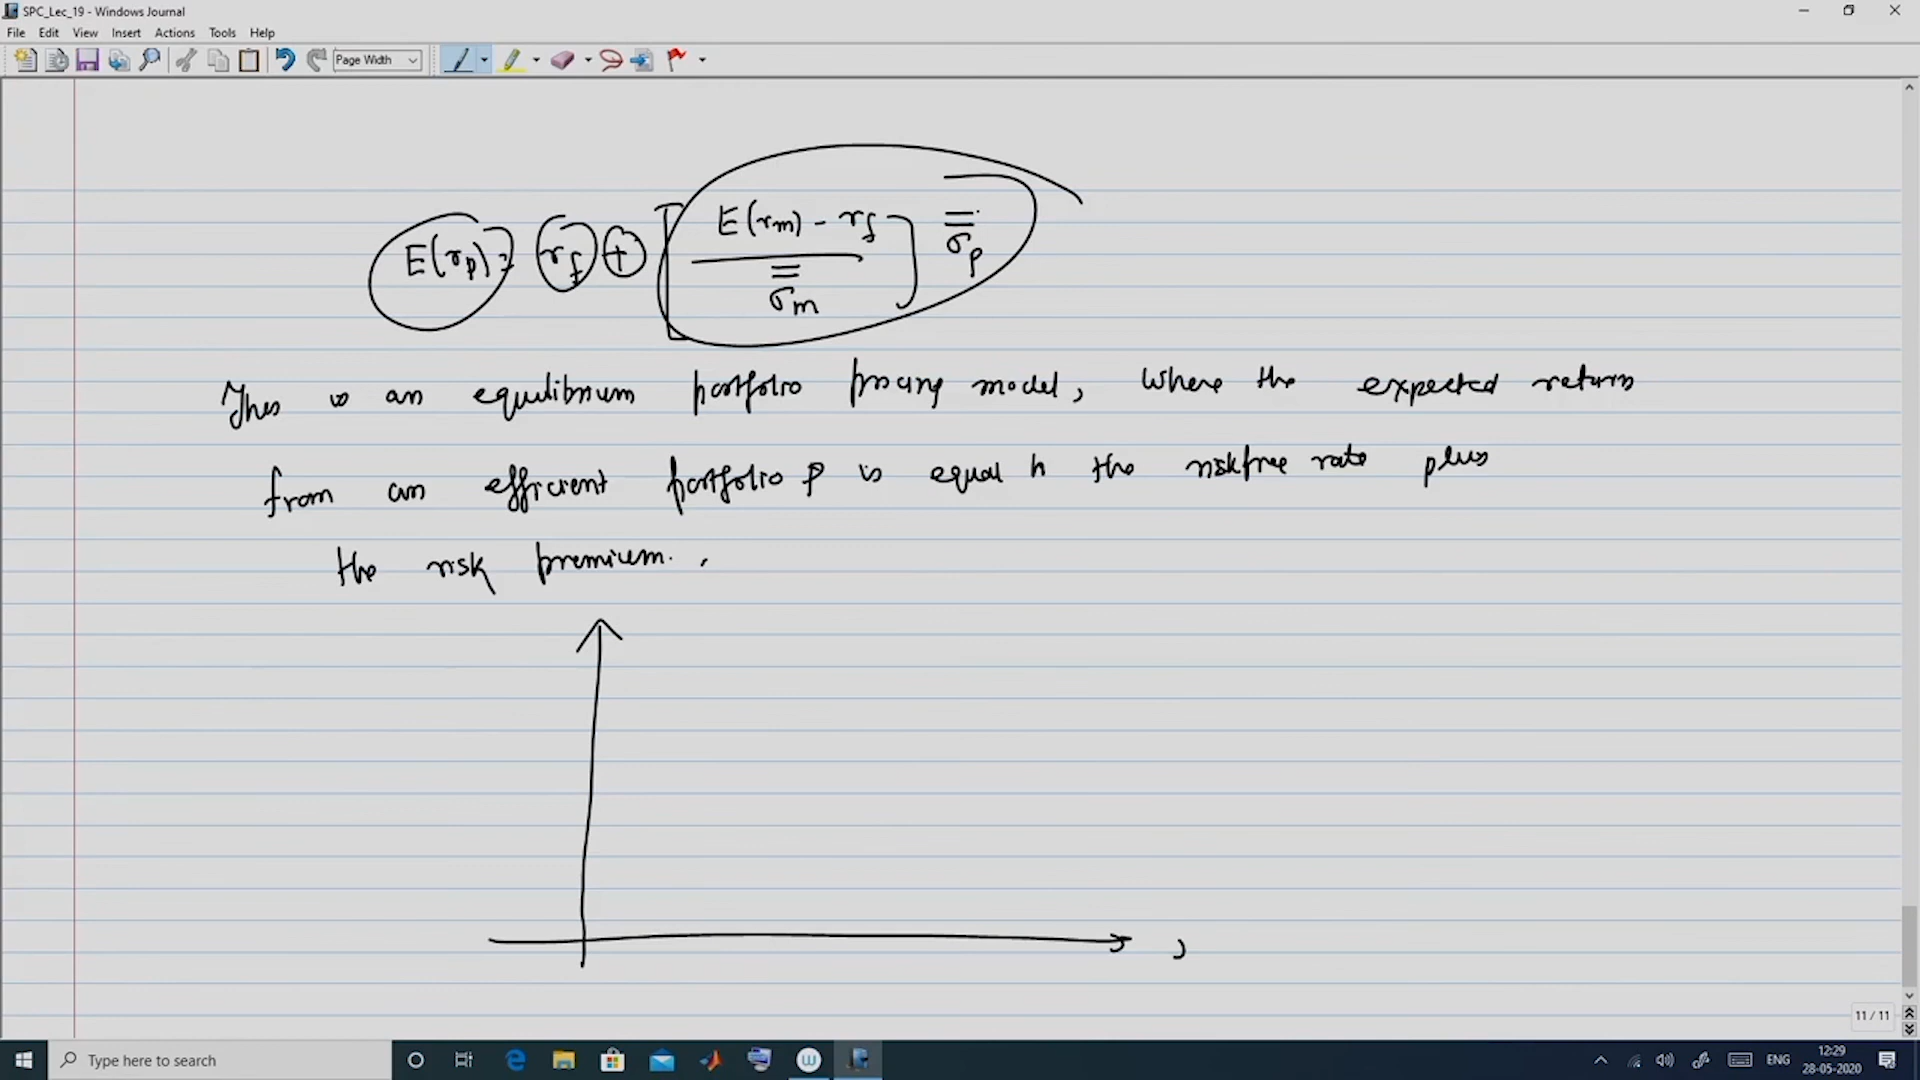 SPC_Lec_19 - Windows Journal
File Edit View Insert Actions Tools Help
Page Width
E(rp) = rf + [E(rm) - rf / σm] σp
This is an equilibrium portfolio pricing model, where the expected return
from an efficient portfolio p is equal to the riskfree rate plus
the risk premium.
11 / 11
Type here to search
ENG
12:29
28-05-2020